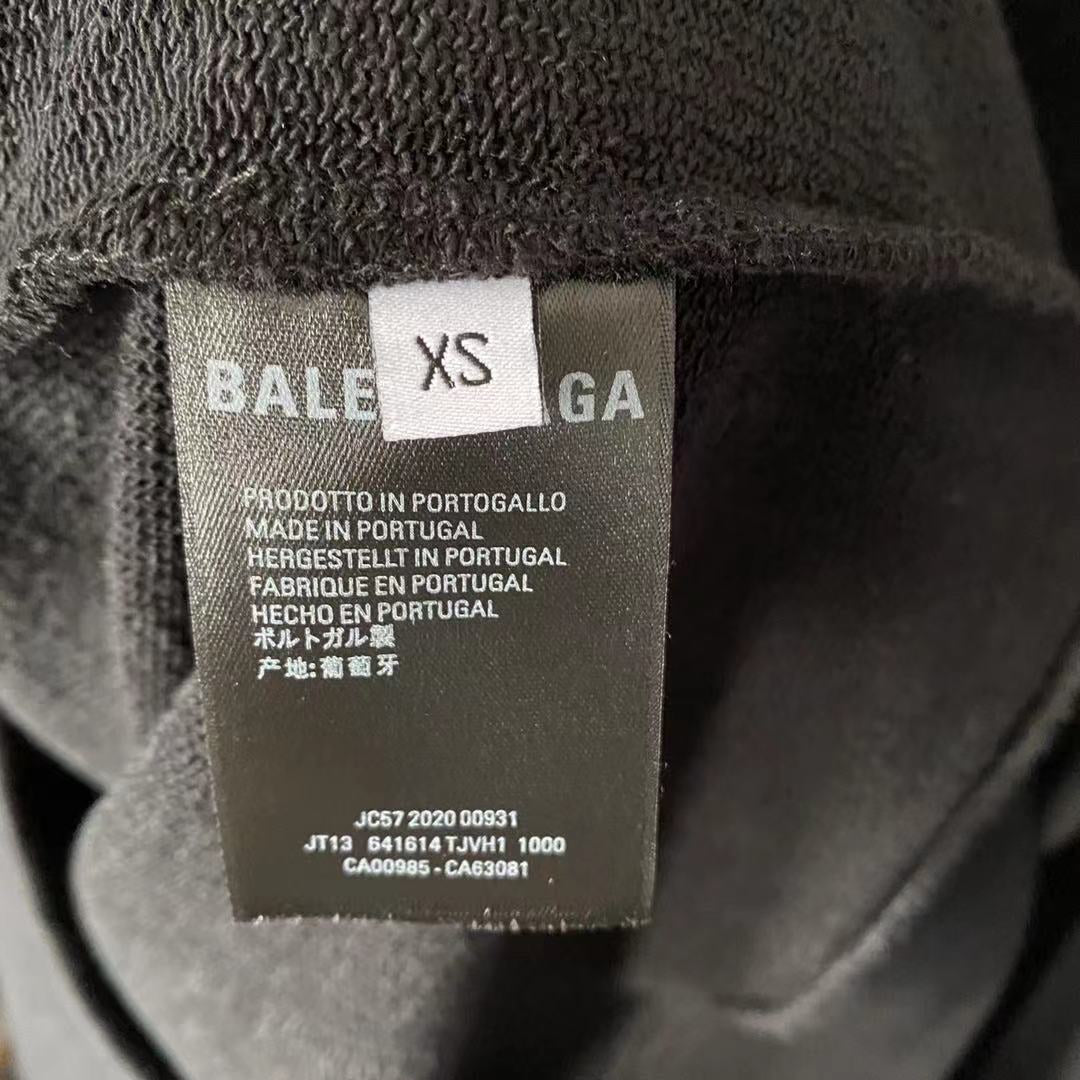 XS
BALE GA
PRODOTTO IN PORTOGALLO
MADE IN PORTUGAL
HERGESTELLT IN PORTUGAL
FABRIQUE EN PORTUGAL
HECHO EN PORTUGAL
ポルトガル製
产地:葡萄牙
JC57 2020 00931
JT13 641614 TJVH1 1000
CA00985 - CA63081